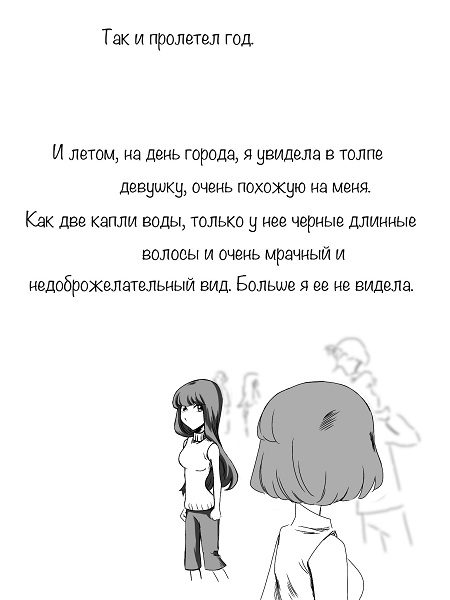 Так и пролетел год.
И летом, на день города, я увидела в толпе
девушку, очень похожую на меня.
Как две капли воды, только у нее черные длинные
волосы и очень мрачный и
недоброжелательный вид. Больше я ее не видела.